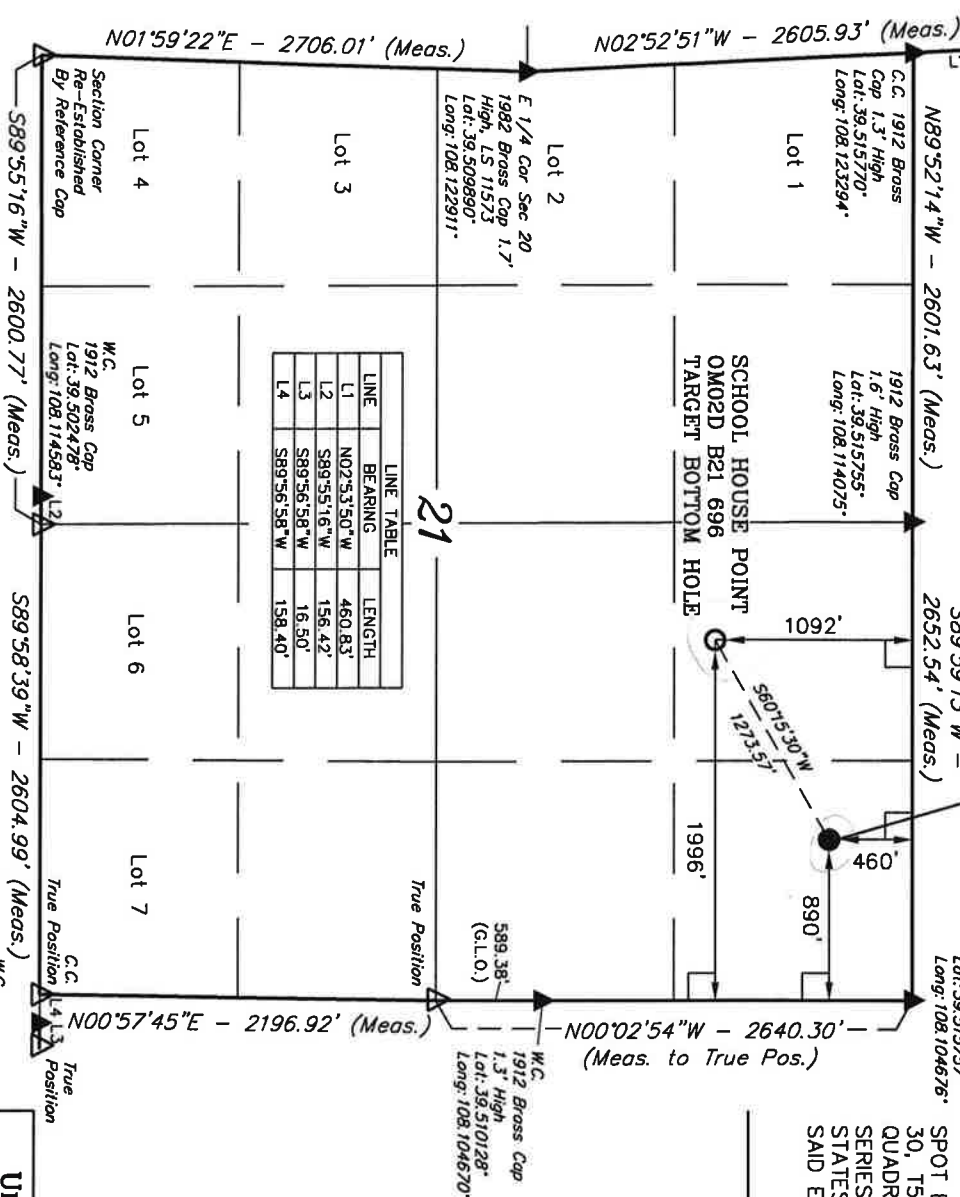 N01°59'22"E - 2706.01' (Meas.)
N02°52'51"W - 2605.93' (Meas.)
N89°52'14"W - 2601.63' (Meas.)
2652.54' (Meas.)
C.C. 1912 Brass
Cap 1.3' High
Lat: 39.515770°
Long: 108.123294°
1912 Brass Cap
1.6' High
Lat: 39.515755°
Long: 108.114075°
Long: 108.104676°
Lot 1
Lot 2
E 1/4 Cor Sec 20
1982 Brass Cap 1.7'
High, LS 11573
Lat: 39.509890°
Long: 108.122911°
Lot 3
Lot 4
Section Corner
Re-Established
By Reference Cap
Lot 5
W.C.
1912 Brass Cap
Lat: 39.502478°
Long: 108.114583°
L2
Lot 6
Lot 7
SCHOOL HOUSE POINT
OM02D B21 696
TARGET BOTTOM HOLE
1092'
S60°15'30"W
1273.57'
460'
890'
1996'
21
LINE TABLE
LINE BEARING LENGTH
L1 N02°53'50"W 460.83'
L2 S89°55'16"W 156.42'
L3 S89°56'58"W 16.50'
L4 S89°56'58"W 158.40'
True Position
589.38'
(G.L.O.)
W.C.
1912 Brass Cap
1.3' High
Lat: 39.510128°
Long: 108.104670°
N00°02'54"W - 2640.30'
(Meas. to True Pos.)
N00°57'45"E - 2196.92' (Meas.)
C.C.
True Position
L4 L3
True
Position
S89°55'16"W - 2600.77' (Meas.)
S89°58'39"W - 2604.99' (Meas.)
W.C.
SPOT
30, T5
QUADR
SERIES
STATES
SAID E